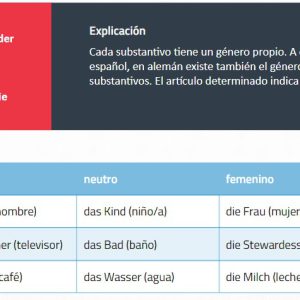 der
Explicación
Cada substantivo tiene un género propio. A
español, en alemán existe también el géner
substantivos. El artículo determinado indica
ie
neutro femenino
nombre) das Kind (niño/a) die Frau (mujer
er (televisor) das Bad (baño) die Stewardess
café) das Wasser (agua) die Milch (leche